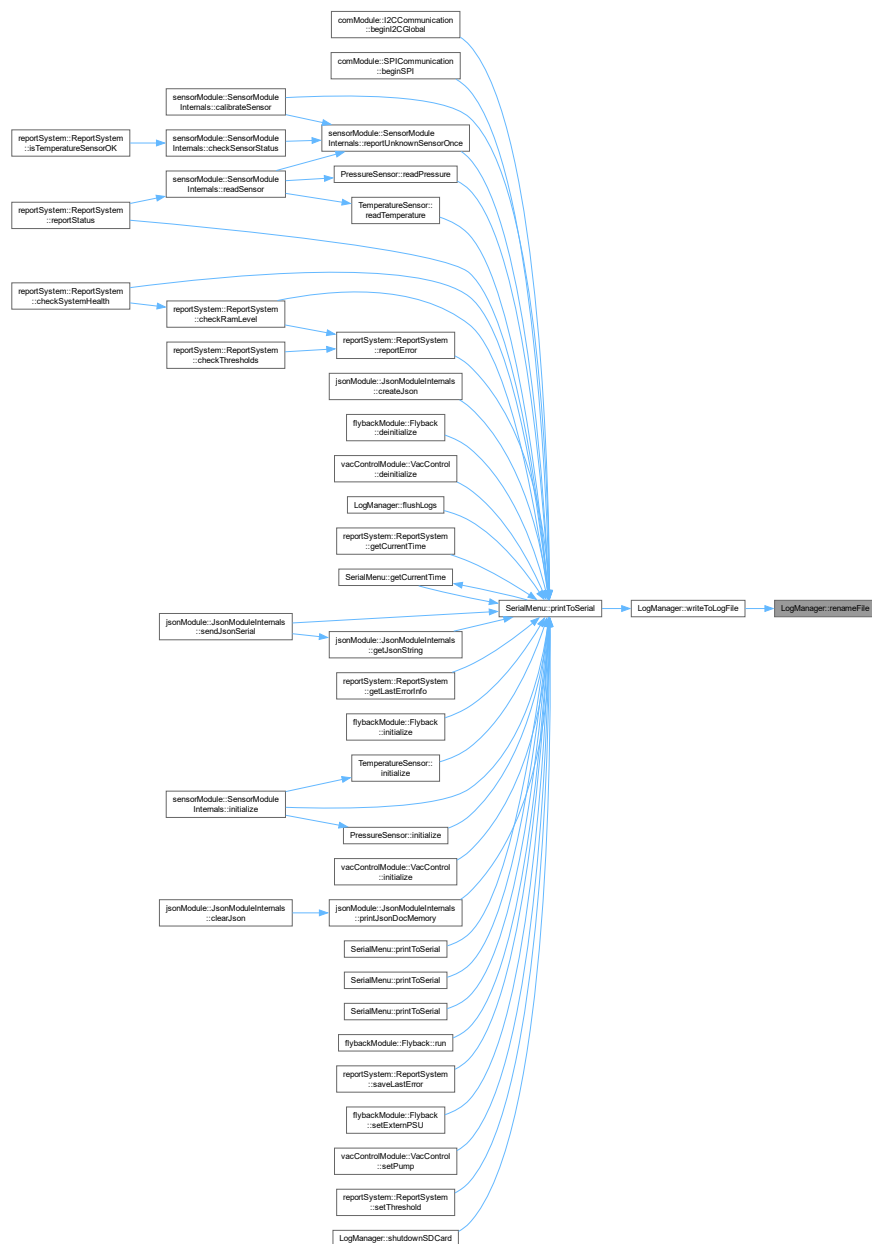 comModule::I2CCommunication
::beginI2CGlobal
comModule::SPICommunication
::beginSPI
sensorModule::SensorModule
Internals::calibrateSensor
sensorModule::SensorModule
Internals::reportUnknownSensorOnce
reportSystem::ReportSystem
::isTemperatureSensorOK
sensorModule::SensorModule
Internals::checkSensorStatus
PressureSensor::readPressure
sensorModule::SensorModule
Internals::readSensor
TemperatureSensor::
readTemperature
reportSystem::ReportSystem
::reportStatus
reportSystem::ReportSystem
::checkSystemHealth
reportSystem::ReportSystem
::checkRamLevel
reportSystem::ReportSystem
::reportError
reportSystem::ReportSystem
::checkThresholds
jsonModule::JsonModuleInternals
::createJson
flybackModule::Flyback
::deinitialize
vacControlModule::VacControl
::deinitialize
LogManager::flushLogs
reportSystem::ReportSystem
::getCurrentTime
SerialMenu::getCurrentTime
SerialMenu::printToSerial
LogManager::writeToLogFile
LogManager::renameFile
jsonModule::JsonModuleInternals
::sendJsonSerial
jsonModule::JsonModuleInternals
::getJsonString
reportSystem::ReportSystem
::getLastErrorInfo
flybackModule::Flyback
::initialize
TemperatureSensor::
initialize
sensorModule::SensorModule
Internals::initialize
PressureSensor::initialize
vacControlModule::VacControl
::initialize
jsonModule::JsonModuleInternals
::clearJson
jsonModule::JsonModuleInternals
::printJsonDocMemory
SerialMenu::printToSerial
SerialMenu::printToSerial
SerialMenu::printToSerial
flybackModule::Flyback::run
reportSystem::ReportSystem
::saveLastError
flybackModule::Flyback
::setExternPSU
vacControlModule::VacControl
::setPump
reportSystem::ReportSystem
::setThreshold
LogManager::shutdownSDCard